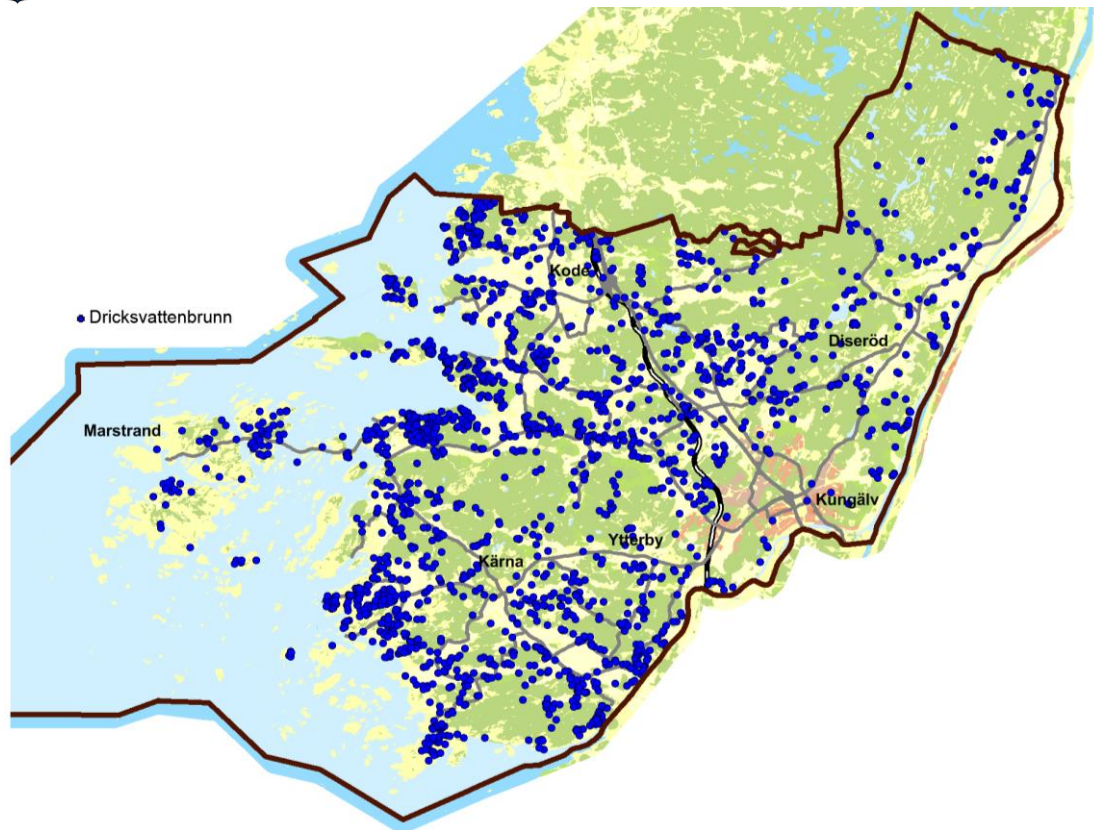 Kode
Dricksvattenbrunn
Diseröd
Marstrand
Kungälv
Ytterby
Kärna